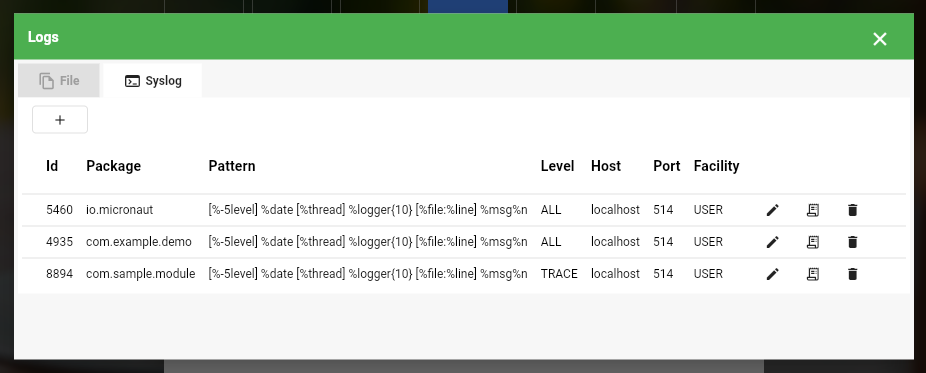 Logs
File Syslog
Id Package Pattern Level Host Port Facility
5460 io.micronaut [%-5level] %date [%thread] %logger{10} [%file:%line] %msg%n ALL localhost 514 USER
4935 com.example.demo [%-5level] %date [%thread] %logger{10} [%file:%line] %msg%n ALL localhost 514 USER
8894 com.sample.module [%-5level] %date [%thread] %logger{10} [%file:%line] %msg%n TRACE localhost 514 USER